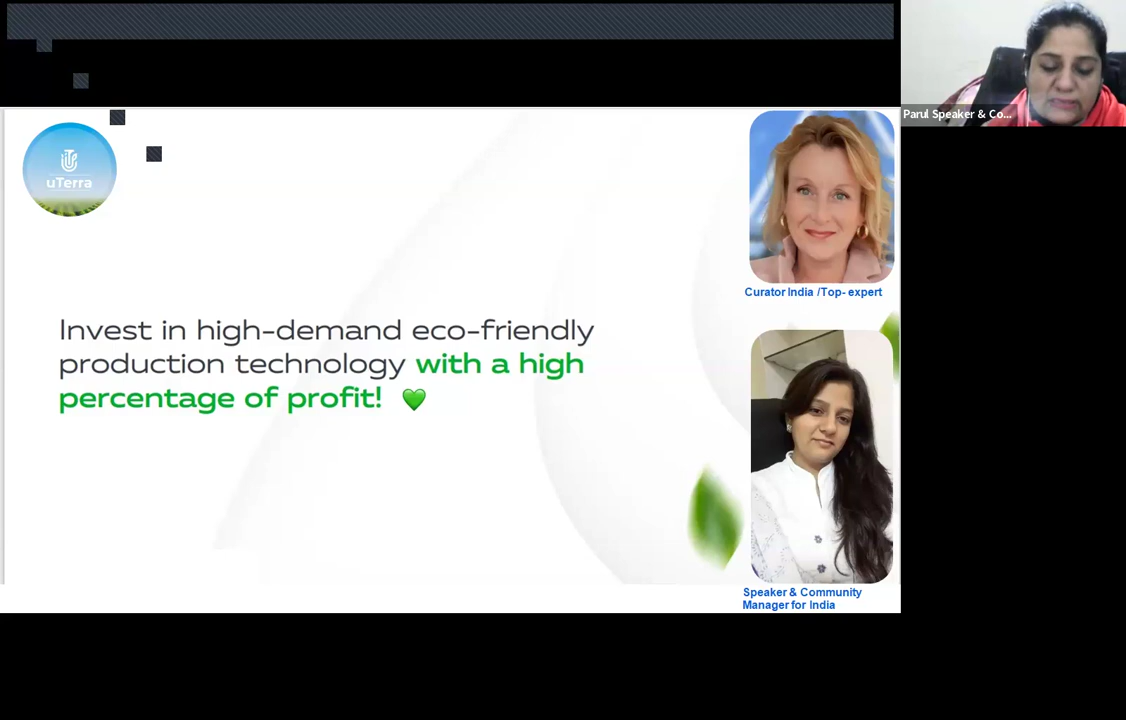 Parul Speaker & Co...
uTerra
Curator India /Top- expert
Invest in high-demand eco-friendly
production technology with a high
percentage of profit! 💚
Speaker & Community
Manager for India